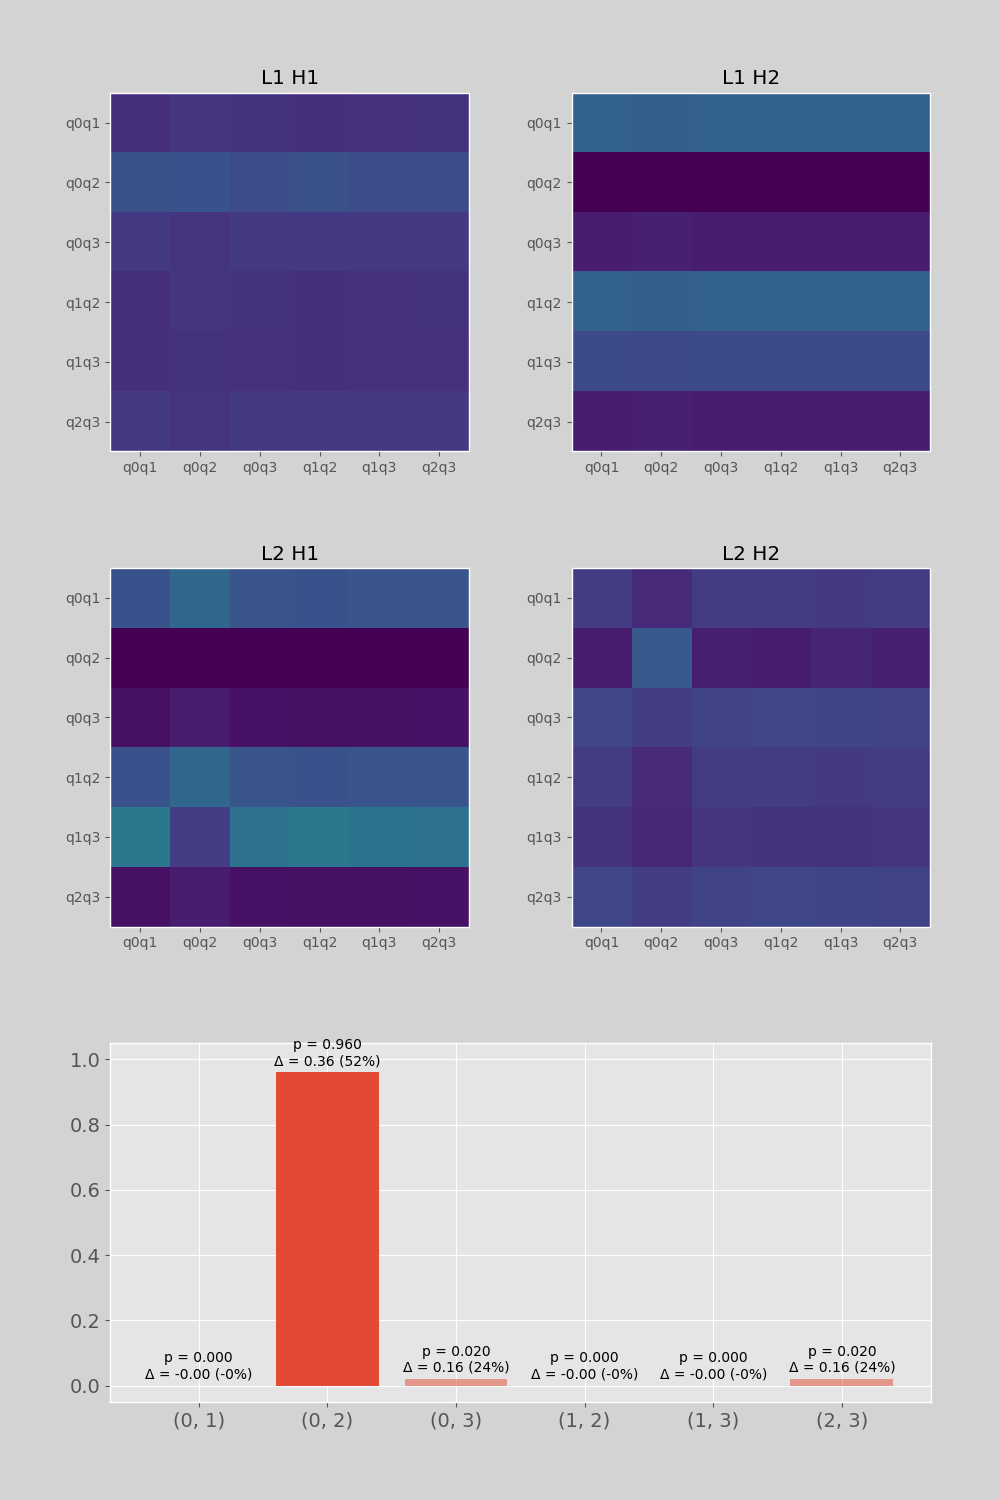 L1 H1
L1 H2
q0q1
q0q2
q0q3
q1q2
q1q3
q2q3
q0q1 q0q2 q0q3 q1q2 q1q3 q2q3
q0q1
q0q2
q0q3
q1q2
q1q3
q2q3
q0q1 q0q2 q0q3 q1q2 q1q3 q2q3
L2 H1
L2 H2
q0q1
q0q2
q0q3
q1q2
q1q3
q2q3
q0q1 q0q2 q0q3 q1q2 q1q3 q2q3
q0q1
q0q2
q0q3
q1q2
q1q3
q2q3
q0q1 q0q2 q0q3 q1q2 q1q3 q2q3
1.0
0.8
0.6
0.4
0.2
0.0
p = 0.000
Δ = -0.00 (-0%)
p = 0.960
Δ = 0.36 (52%)
p = 0.020
Δ = 0.16 (24%)
p = 0.000
Δ = -0.00 (-0%)
p = 0.000
Δ = -0.00 (-0%)
p = 0.020
Δ = 0.16 (24%)
(0, 1) (0, 2) (0, 3) (1, 2) (1, 3) (2, 3)